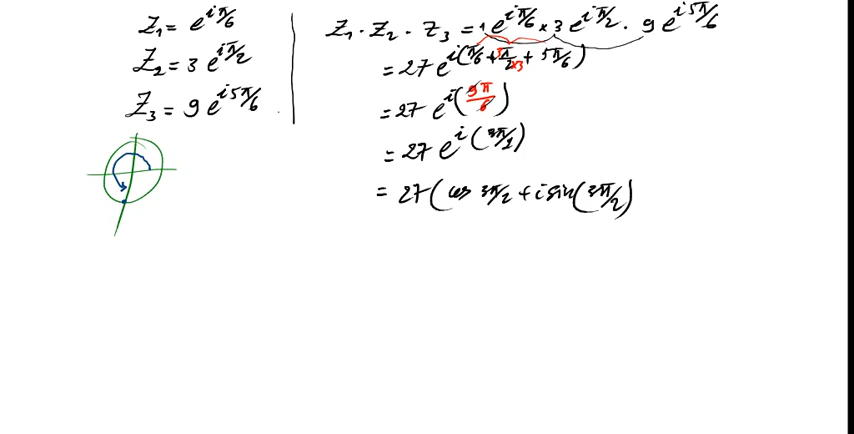 Z₁ = e^{iπ/6}
Z₂ = 3 e^{iπ/2}
Z₃ = 9 e^{i5π/6}
Z₁ · Z₂ · Z₃ = 1 e^{iπ/6} × 3 e^{iπ/2} · 9 e^{i5π/6}
= 27 e^{i(π/6 + 3π/2×3 + 5π/6)}
= 27 e^{i(9π/6)}
= 27 e^{i(3π/2)}
= 27 (cos 3π/2 + i sin(3π/2)